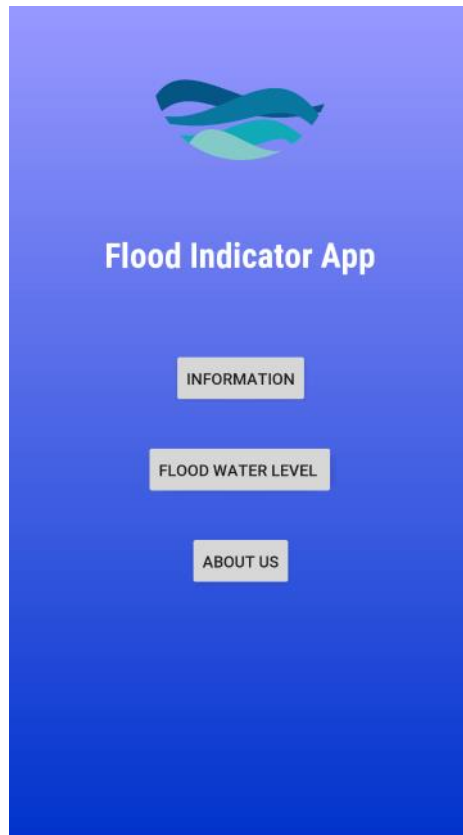 Flood Indicator App
INFORMATION
FLOOD WATER LEVEL
ABOUT US